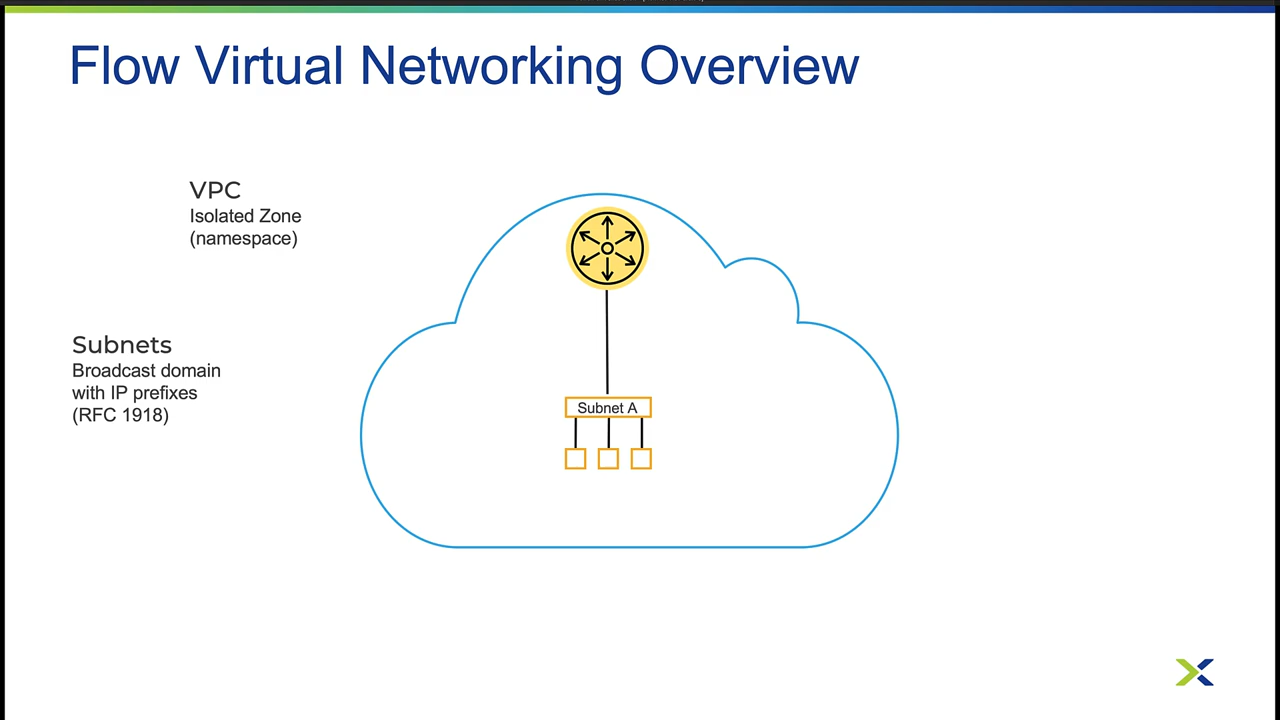 Flow Virtual Networking Overview
VPC
Isolated Zone
(namespace)
Subnets
Broadcast domain
with IP prefixes
(RFC 1918)
Subnet A